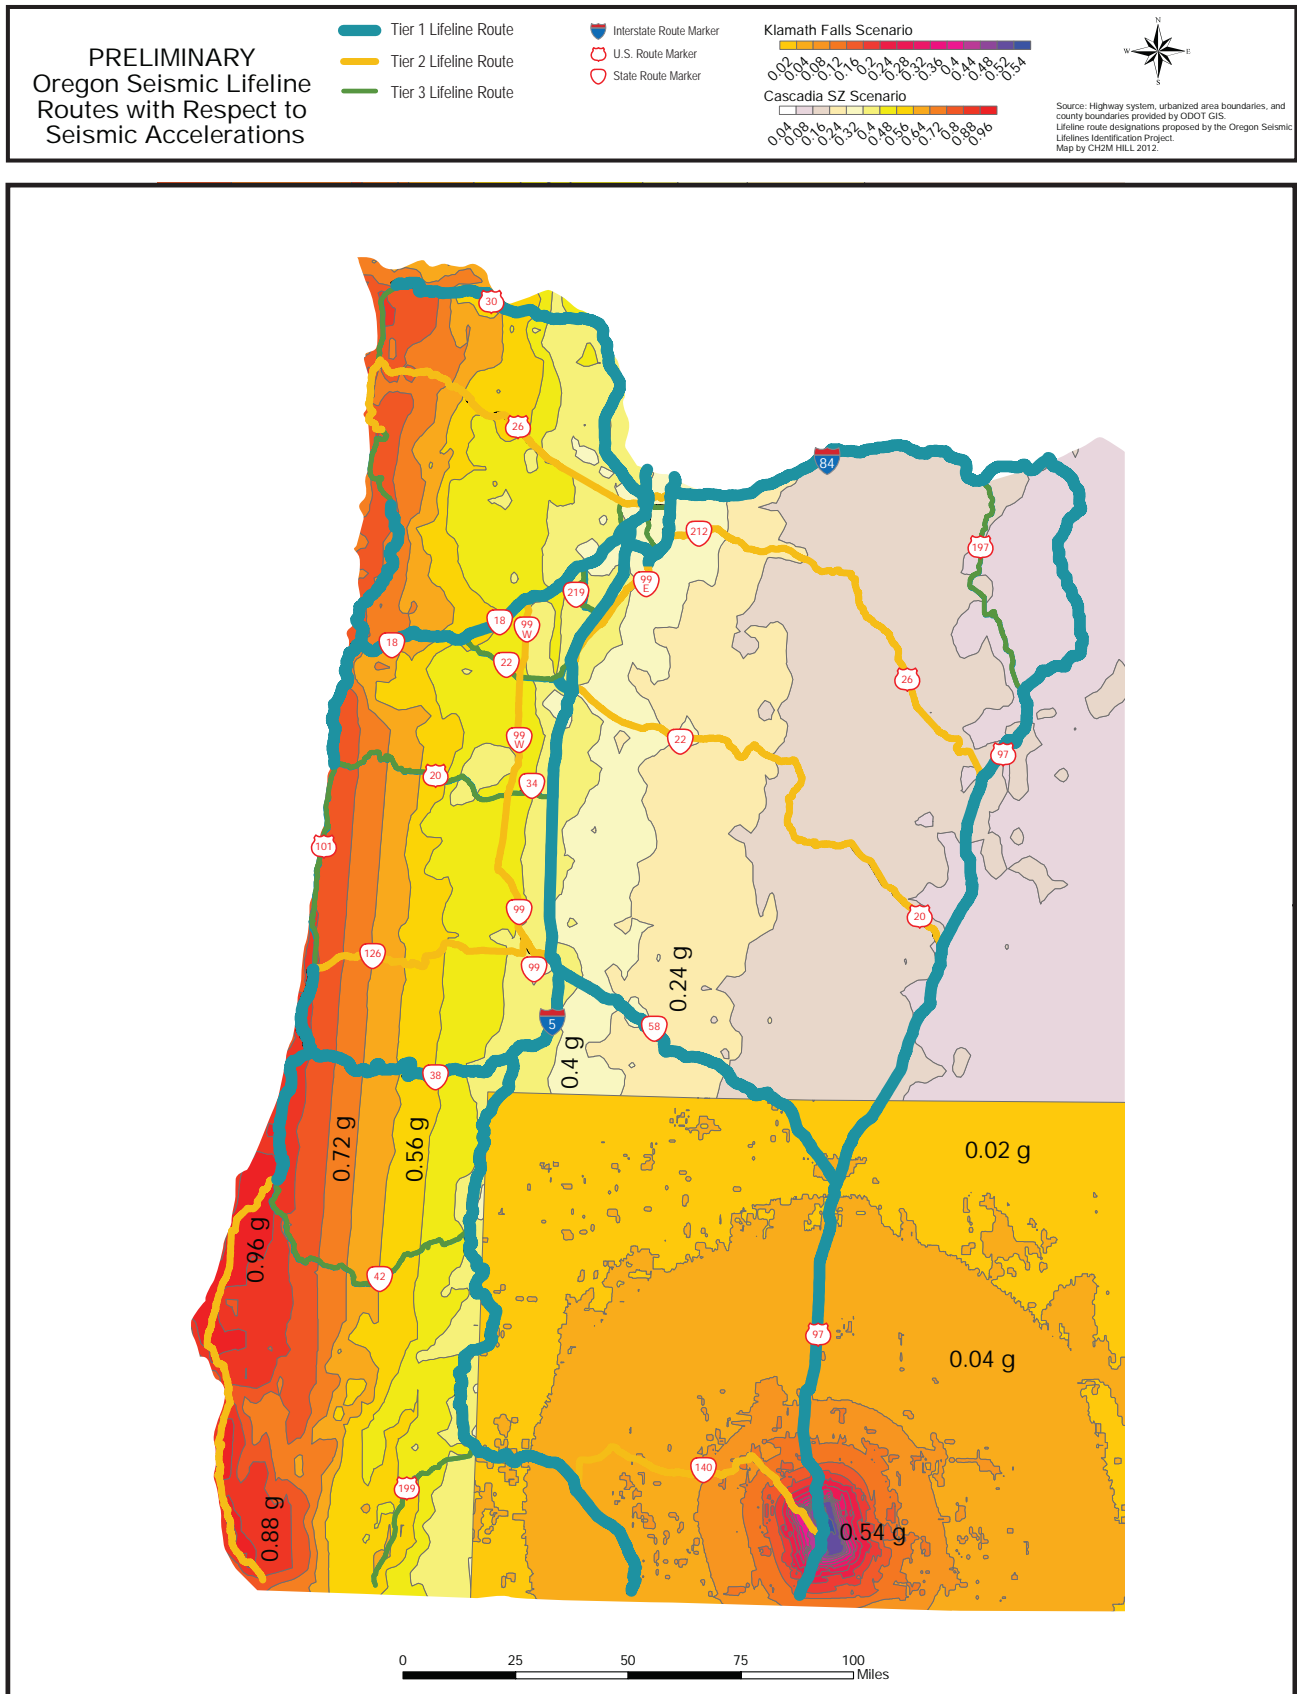 PRELIMINARY
Oregon Seismic Lifeline
Routes with Respect to
Seismic Accelerations
Tier 1 Lifeline Route
Tier 2 Lifeline Route
Tier 3 Lifeline Route
Interstate Route Marker
U.S. Route Marker
State Route Marker
Klamath Falls Scenario
0.02 0.04 0.08 0.12 0.16 0.2 0.24 0.28 0.32 0.36 0.4 0.44 0.48 0.52 0.54
Cascadia SZ Scenario
0.04 0.08 0.16 0.24 0.32 0.4 0.48 0.56 0.64 0.72 0.8 0.88 0.96
N
W E
S
Source: Highway system, urbanized area boundaries, and
county boundaries provided by ODOT GIS.
Lifeline route designations proposed by the Oregon Seismic
Lifelines Identification Project.
Map by CH2M HILL 2012.
30
26
84
212
197
99
E
219
18
99
W
18
22
26
99
W
22
97
20
34
101
99
20
126
99
0.24 g
5
58
0.4 g
38
0.72 g
0.56 g
0.02 g
0.96 g
42
97
0.04 g
140
199
0.88 g
0.54 g
0 25 50 75 100
Miles